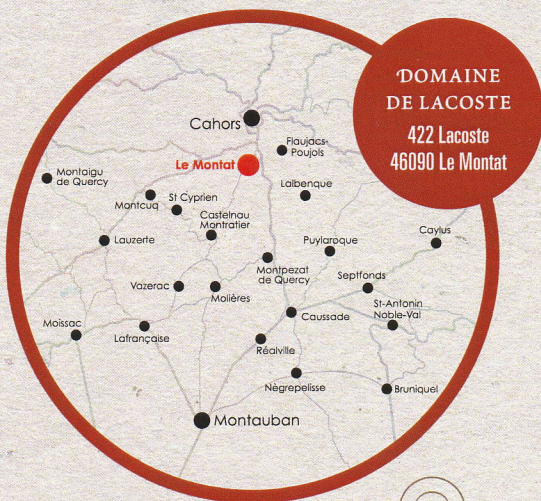 DOMAINE
DE LACOSTE
422 Lacoste
46090 Le Montat
Cahors
Flaujacs-
Poujols
Le Montat
Montaigu
de Quercy
Lalbenque
Montcuq
St Cyprien
Castelnau
Montratier
Lauzerte
Puylaroque
Caylus
Montpezat
de Quercy
Septfonds
Vazerac
Molières
St-Antonin
Noble-Val
Caussade
Moissac
Lafrançaise
Réalville
Nègrepelisse
Bruniquel
Montauban